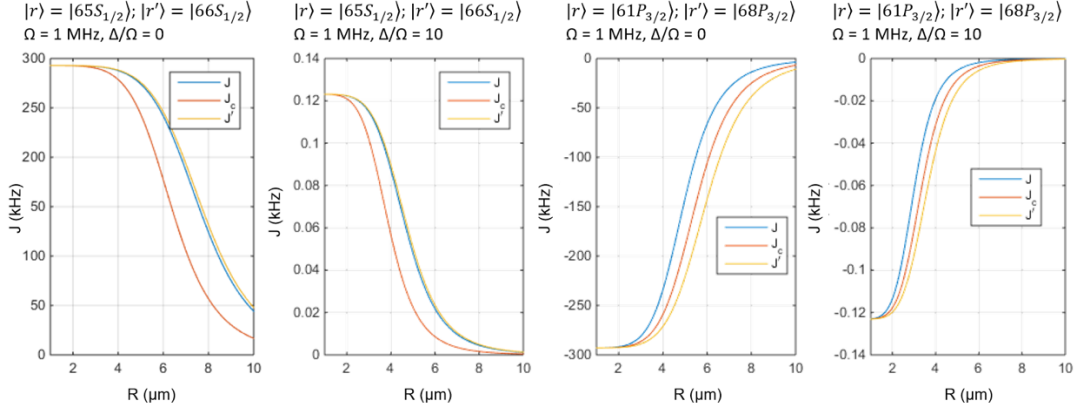 |r⟩ = |65S₁/₂⟩; |r′⟩ = |66S₁/₂⟩
Ω = 1 MHz, Δ/Ω = 0
300
250
200
50
100
50
0
J (kHz)
J
J_c
J′
2 4 6 8 10
R (μm)
|r⟩ = |65S₁/₂⟩; |r′⟩ = |66S₁/₂⟩
Ω = 1 MHz, Δ/Ω = 10
0.14
0.12
0.1
0.08
0.06
0.04
0.02
0
J (kHz)
J
J_c
J′
2 4 6 8 10
R (μm)
|r⟩ = |61P₃/₂⟩; |r′⟩ = |68P₃/₂⟩
Ω = 1 MHz, Δ/Ω = 0
0
-50
-100
-150
-200
-250
-300
J (kHz)
J
J_c
J′
2 4 6 8 10
R (μm)
|r⟩ = |61P₃/₂⟩; |r′⟩ = |68P₃/₂⟩
Ω = 1 MHz, Δ/Ω = 10
0
-0.02
-0.04
-0.06
-0.08
-0.1
-0.12
-0.14
J (kHz)
J
J_c
J′
2 4 6 8 10
R (μm)